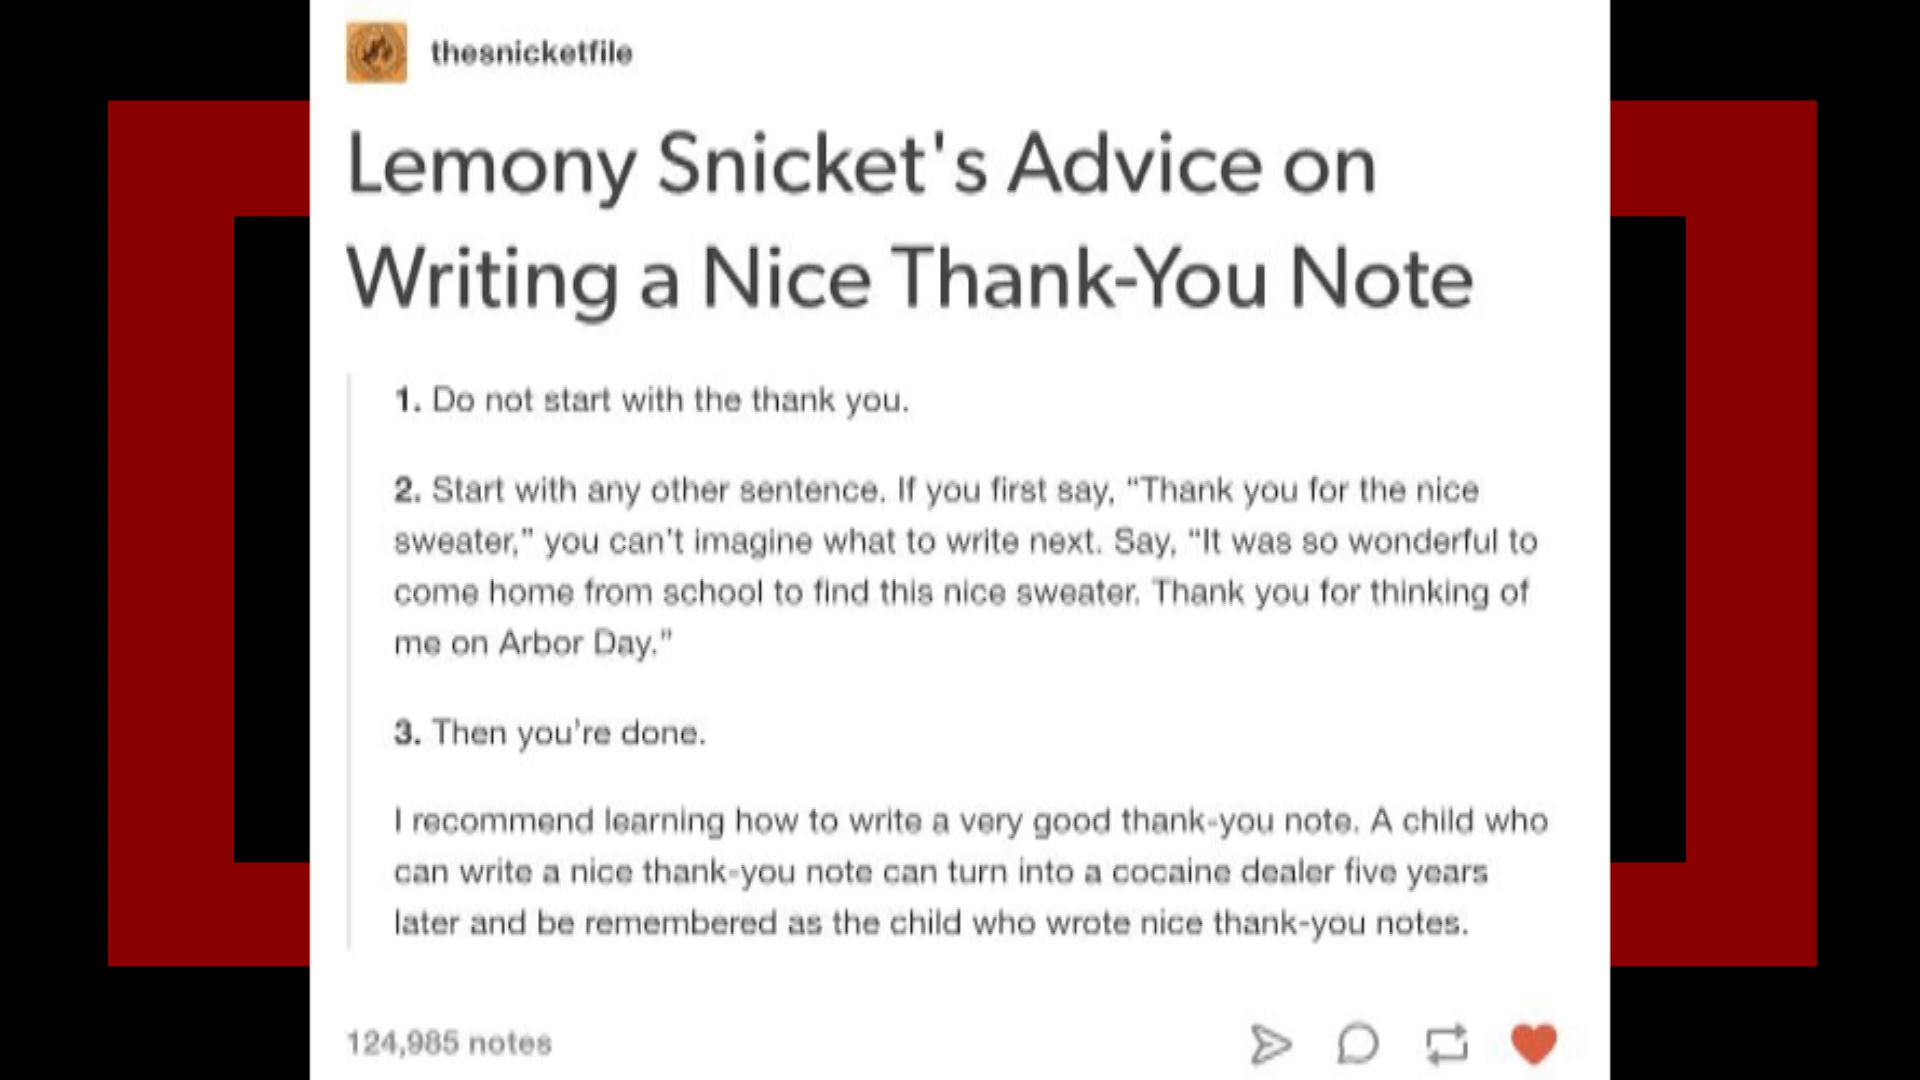 thesnicketfile
Lemony Snicket's Advice on
Writing a Nice Thank-You Note
1. Do not start with the thank you.
2. Start with any other sentence. If you first say, “Thank you for the nice
sweater,” you can’t imagine what to write next. Say, “It was so wonderful to
come home from school to find this nice sweater. Thank you for thinking of
me on Arbor Day.”
3. Then you’re done.
I recommend learning how to write a very good thank-you note. A child who
can write a nice thank-you note can turn into a cocaine dealer five years
later and be remembered as the child who wrote nice thank-you notes.
124,985 notes